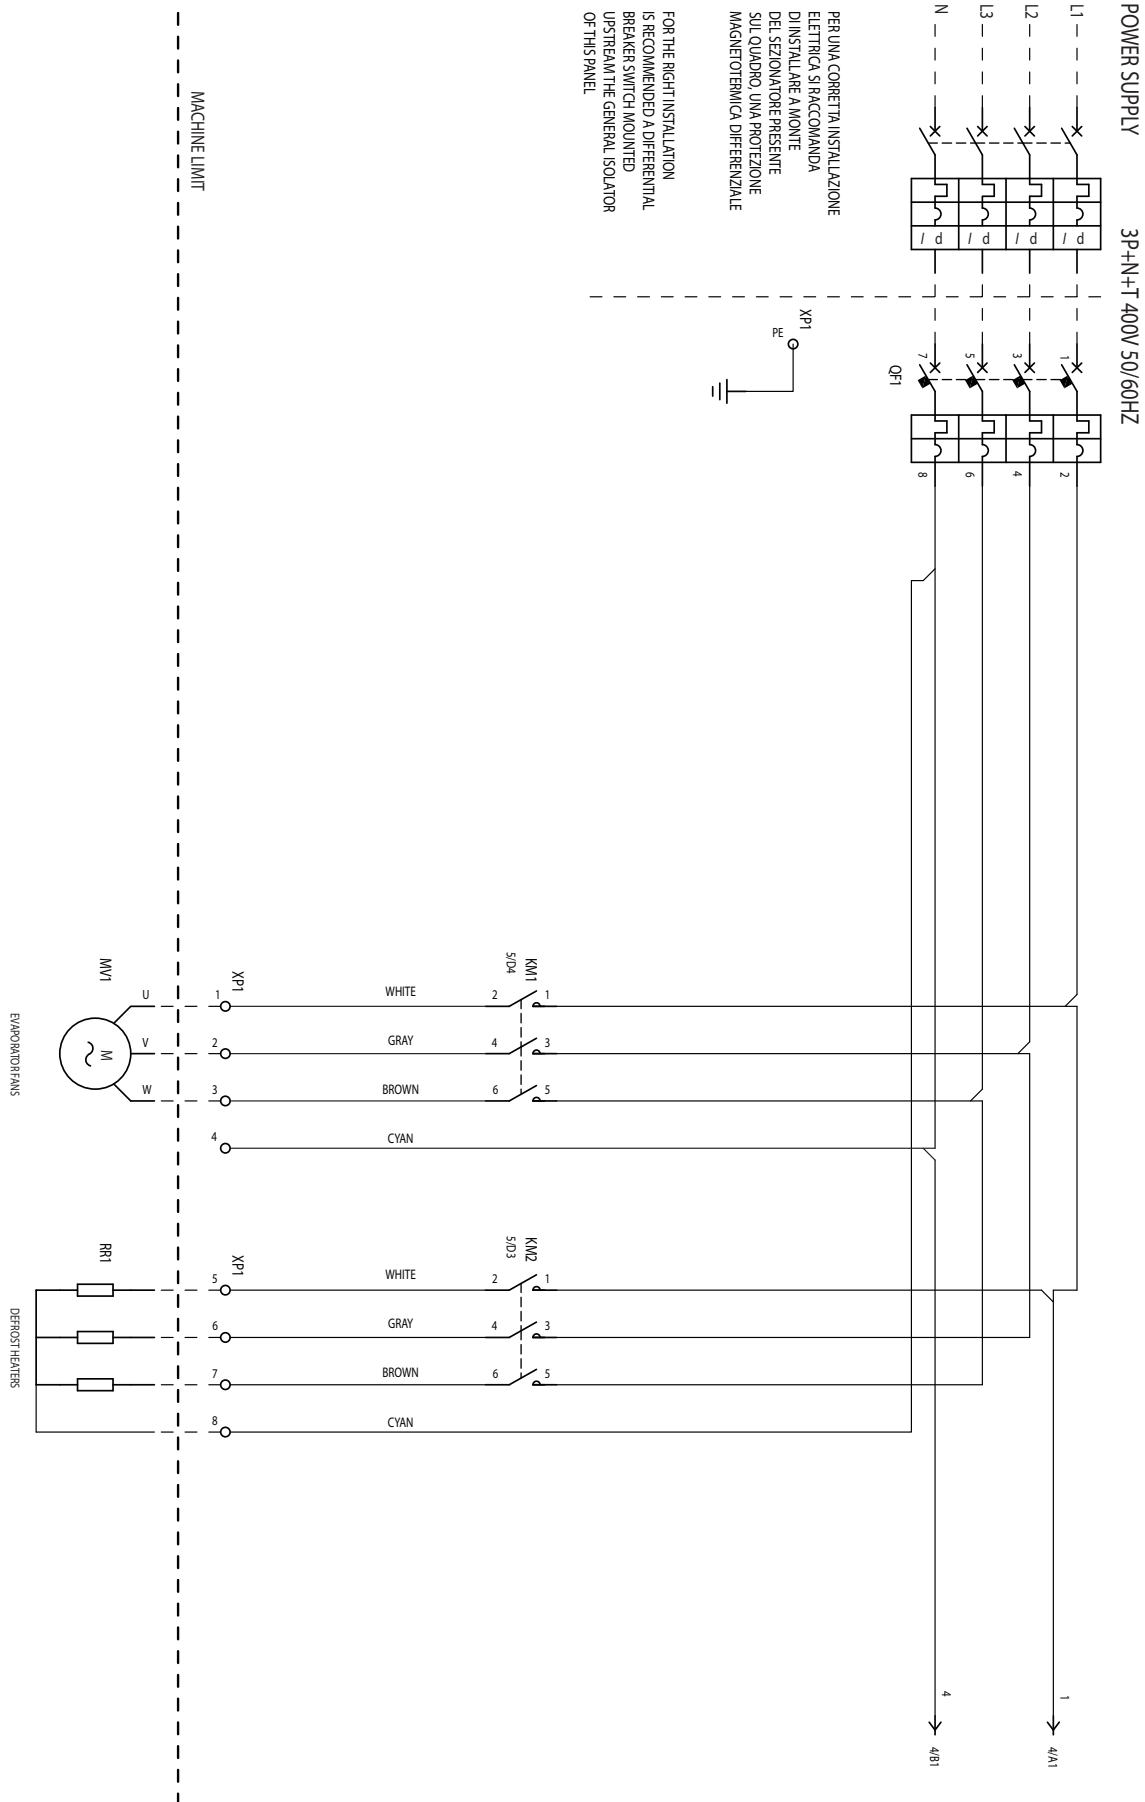 POWER SUPPLY
3P+N+T 400V 50/60HZ
L1
L2
L3
N
I d
I d
I d
I d
1
3
5
7
QF1
2
4
6
8
PER UNA CORRETTA INSTALLAZIONE
ELETTRICA SI RACCOMANDA
DI INSTALLARE A MONTE
DEL SEZIONATORE PRESENTE
SUL QUADRO, UNA PROTEZIONE
MAGNETOTERMICA DIFFERENZIALE
FOR THE RIGHT INSTALLATION
IS RECOMMENDED A DIFFERENTIAL
BREAKER SWITCH MOUNTED
UPSTREAM THE GENERAL ISOLATOR
OF THIS PANEL
XP1
PE
KM1
5/D4
1
3
5
2
4
6
WHITE
GRAY
BROWN
CYAN
XP1
1
2
3
4
KM2
5/D3
1
3
5
2
4
6
WHITE
GRAY
BROWN
CYAN
XP1
5
6
7
8
1
4/A1
4
4/B1
MACHINE LIMIT
MV1
U
V
W
M
EVAPORATOR FANS
RR1
DEFROST HEATERS